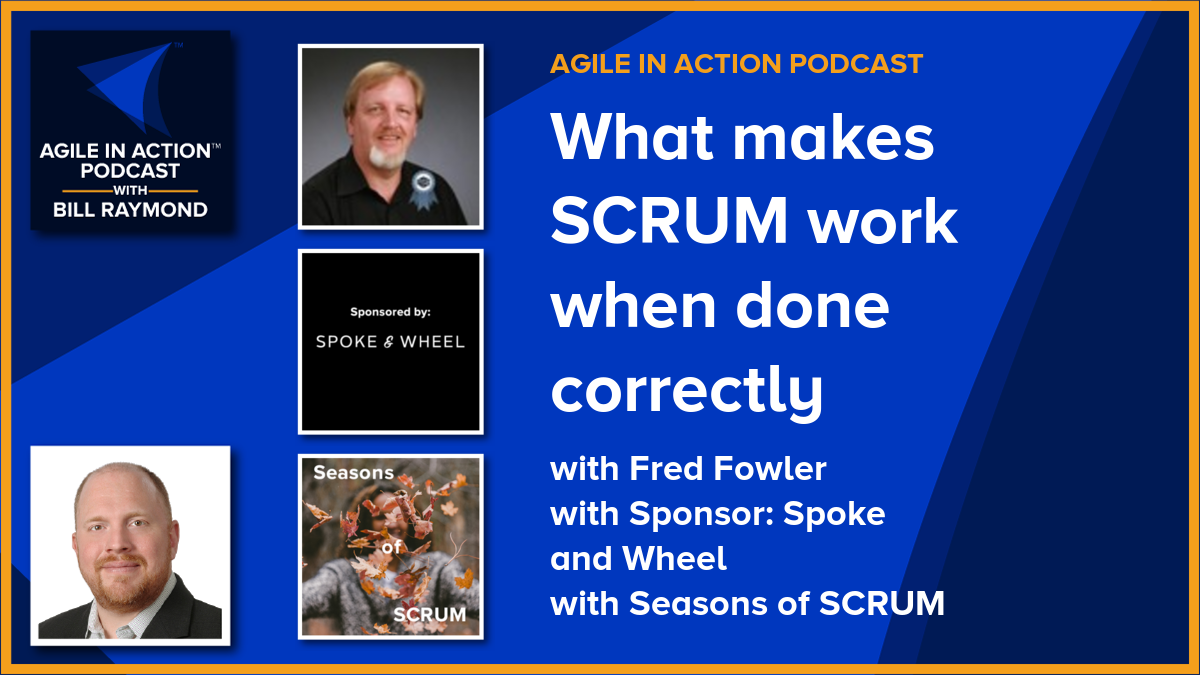 AGILE IN ACTION™
PODCAST
WITH
BILL RAYMOND
Sponsored by:
SPOKE & WHEEL
Seasons
of
SCRUM
AGILE IN ACTION PODCAST
What makes
SCRUM work
when done
correctly
with Fred Fowler
with Sponsor: Spoke
and Wheel
with Seasons of SCRUM